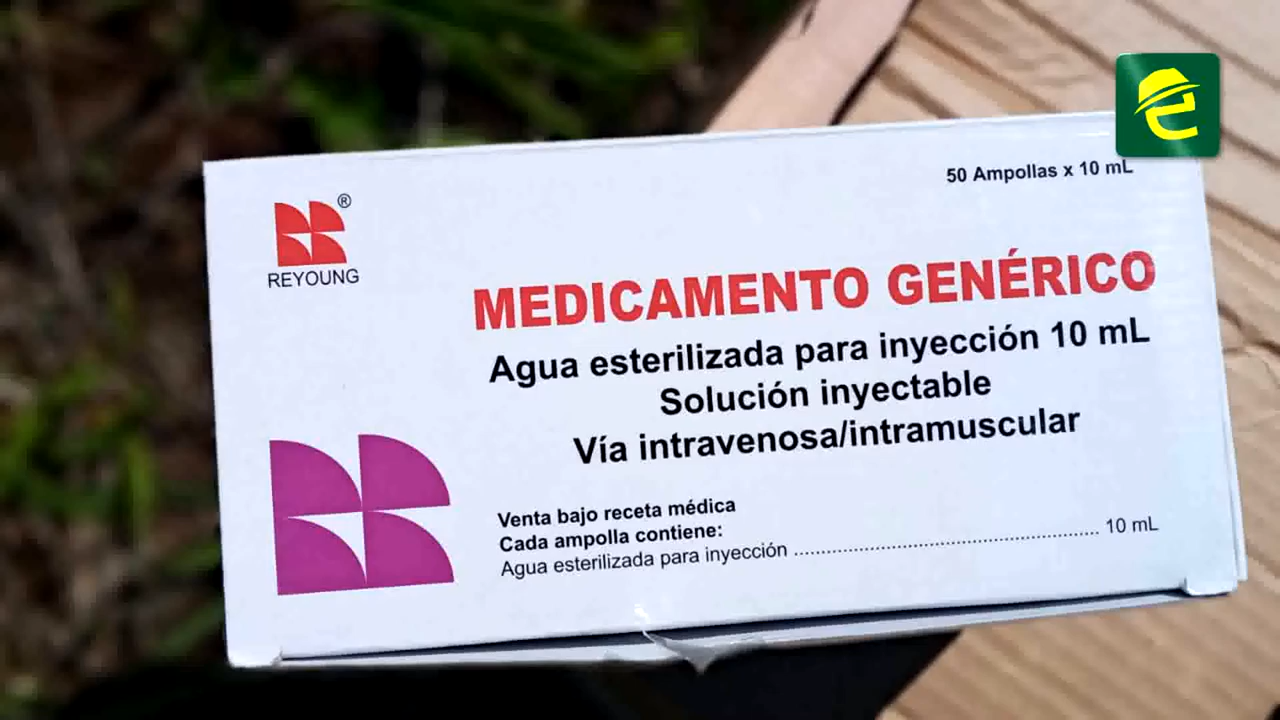 50 Ampollas x 10 mL
®
REYOUNG
MEDICAMENTO GENÉRICO
Agua esterilizada para inyección 10 mL
Solución inyectable
Vía intravenosa/intramuscular
Venta bajo receta médica
Cada ampolla contiene:
Agua esterilizada para inyección ........................................................ 10 mL